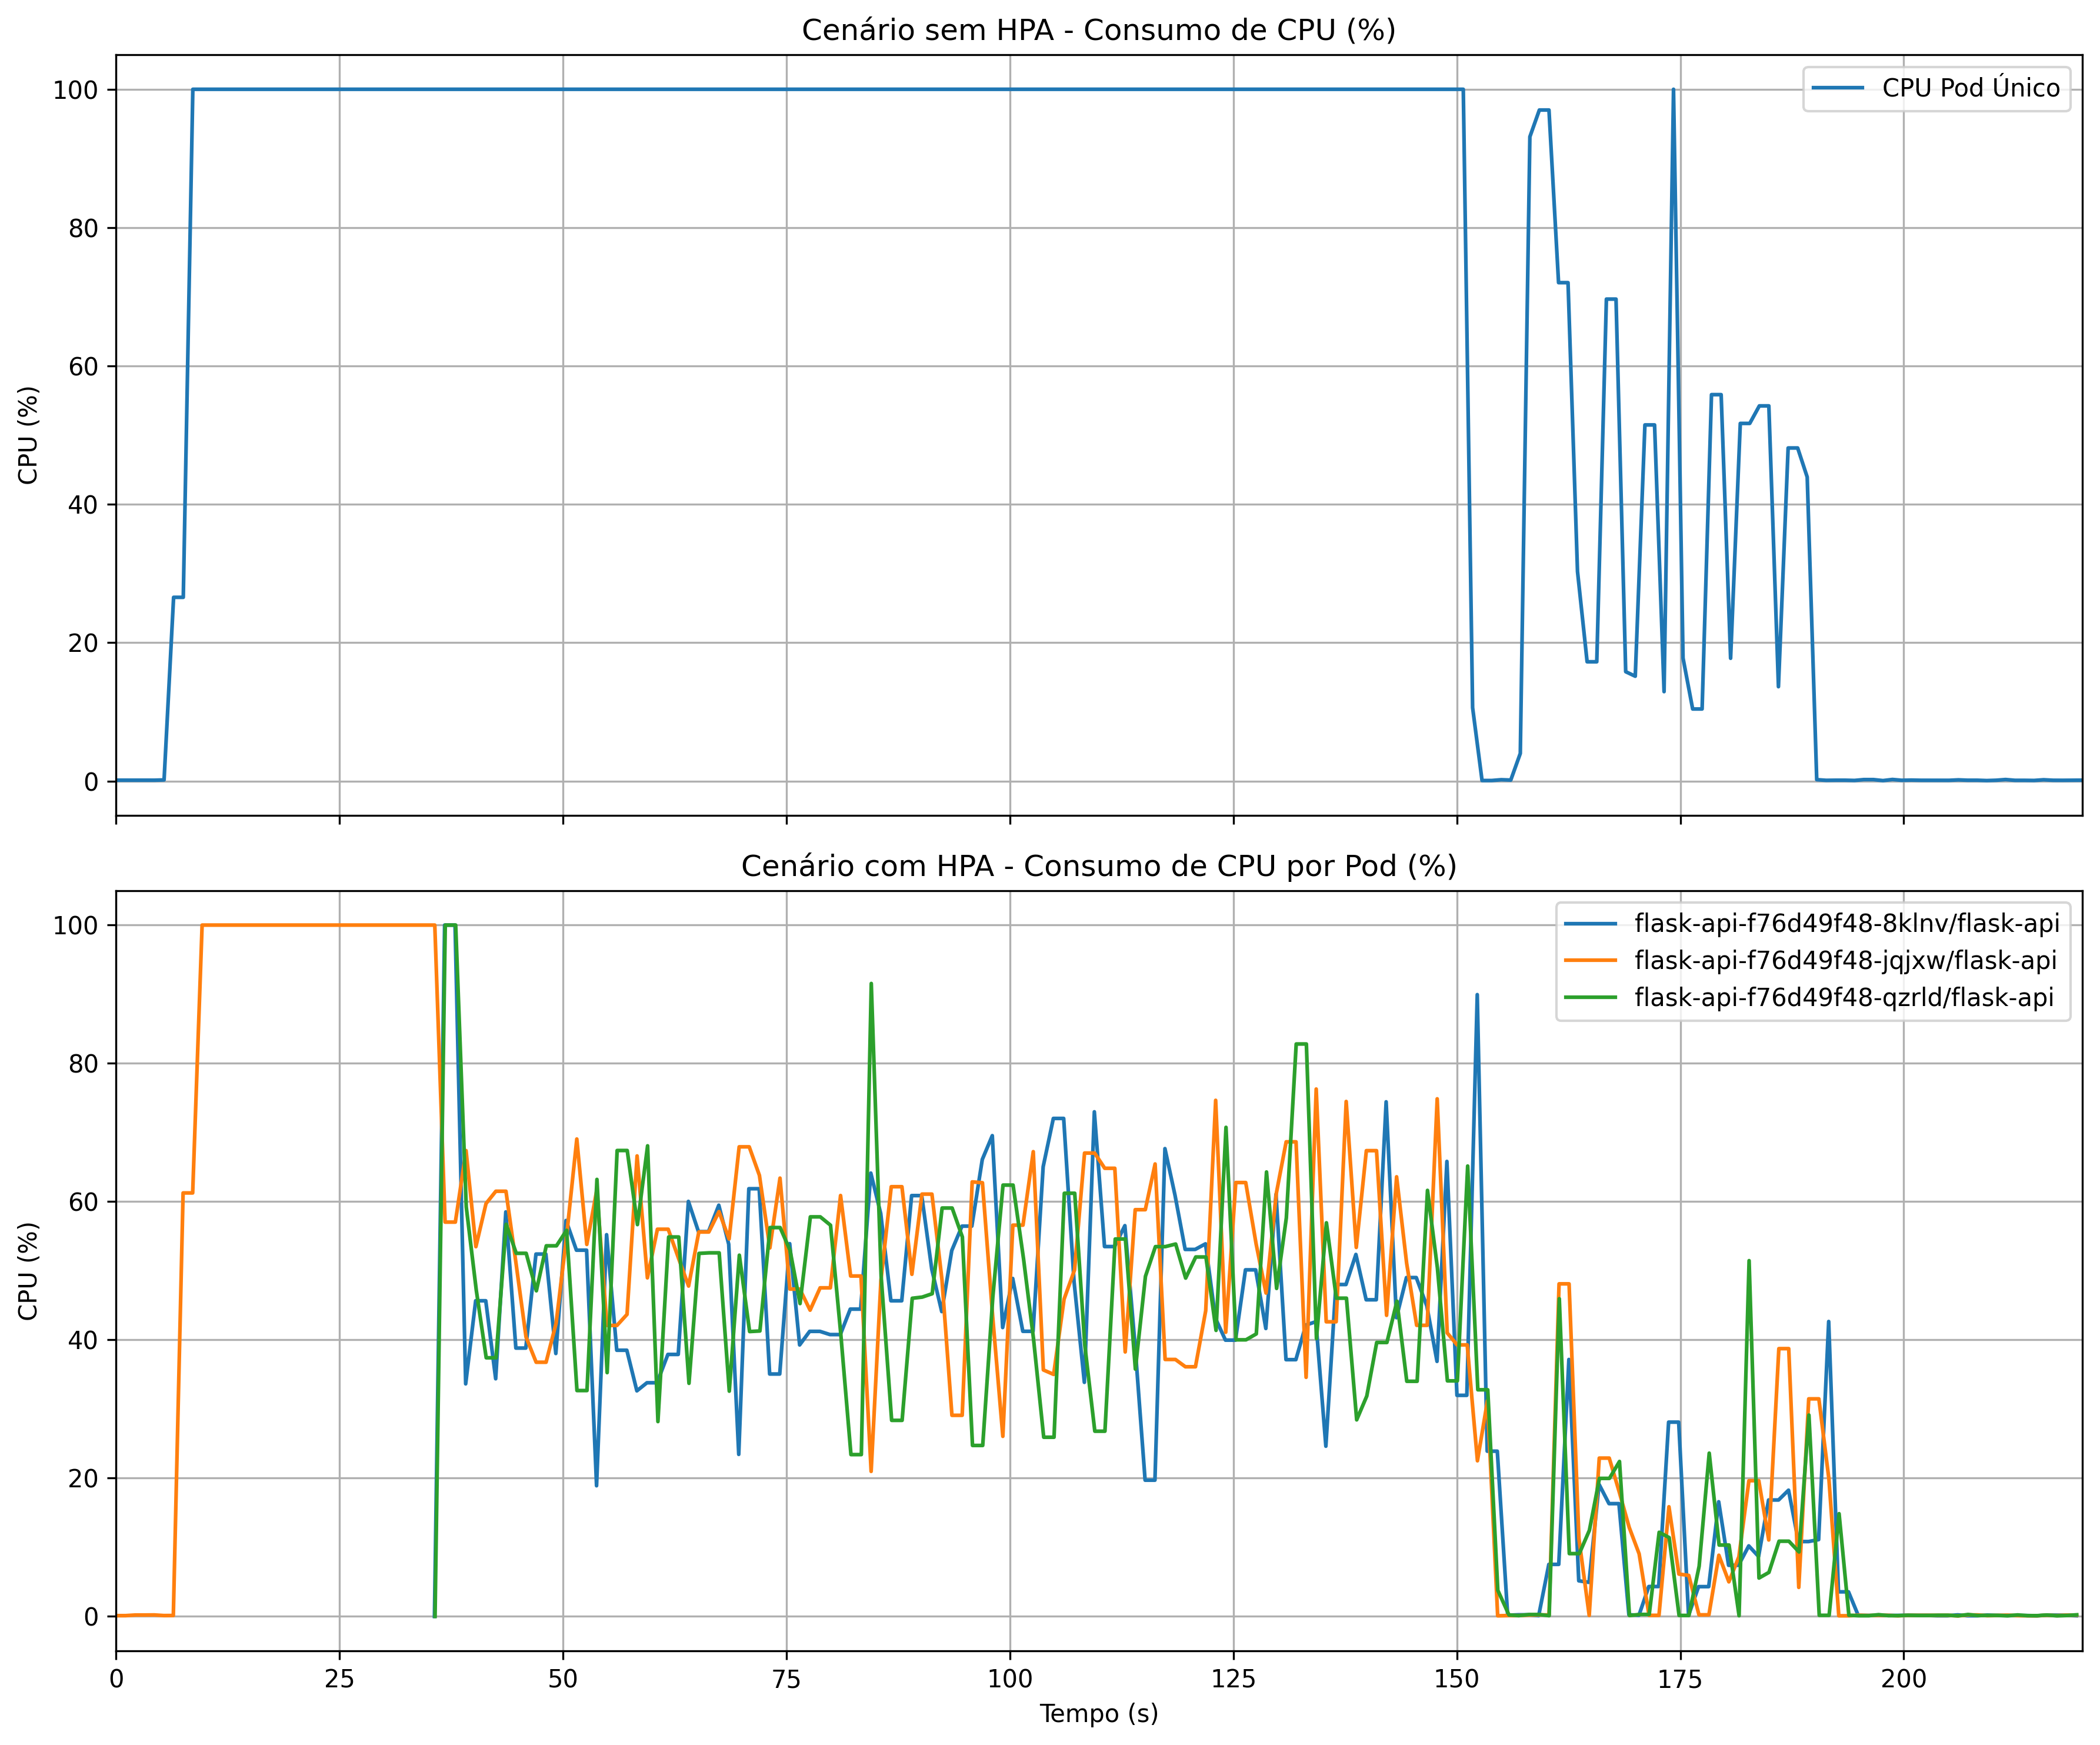 Cenário sem HPA - Consumo de CPU (%)
100
80
60
40
20
0
CPU (%)
CPU Pod Único
Cenário com HPA - Consumo de CPU por Pod (%)
100
80
60
40
20
0
CPU (%)
flask-api-f76d49f48-8klnv/flask-api
flask-api-f76d49f48-jqjxw/flask-api
flask-api-f76d49f48-qzrld/flask-api
0 25 50 75 100 125 150 175 200
Tempo (s)